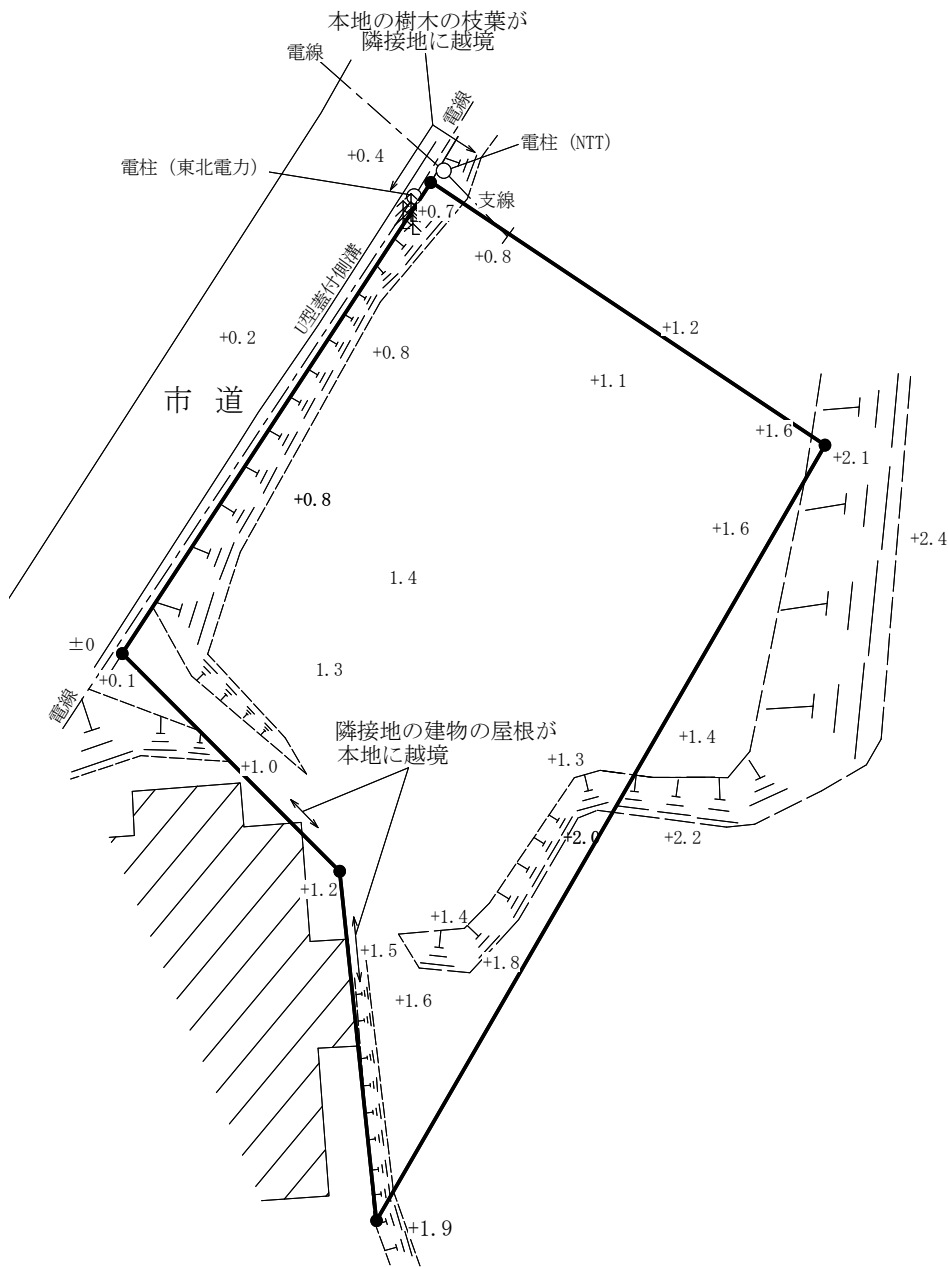 本地の樹木の枝葉が
隣接地に越境
電線
電線
電柱（NTT）
+0.4
電柱（東北電力）
支線
+0.7
+0.8
U型蓋付側溝
+0.2
+1.2
+0.8
+1.1
市 道
+1.6
+2.1
+0.8
+1.6
+2.4
1.4
±0
1.3
+0.1
電線
隣接地の建物の屋根が
本地に越境
+1.4
+1.3
+1.0
+2.0
+2.2
+1.2
+1.4
+1.5
+1.8
+1.6
+1.9